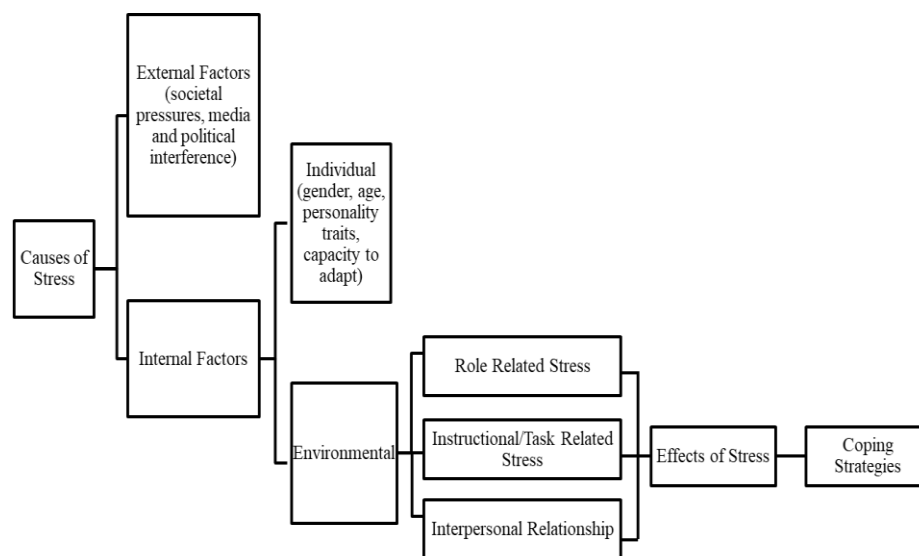 External Factors
(societal
pressures, media
and political
interference)
Individual
(gender, age,
personality
traits,
capacity to
adapt)
Causes of
Stress
Internal Factors
Role Related Stress
Environmental
Instructional/Task Related
Stress
Effects of Stress
Coping
Strategies
Interpersonal Relationship